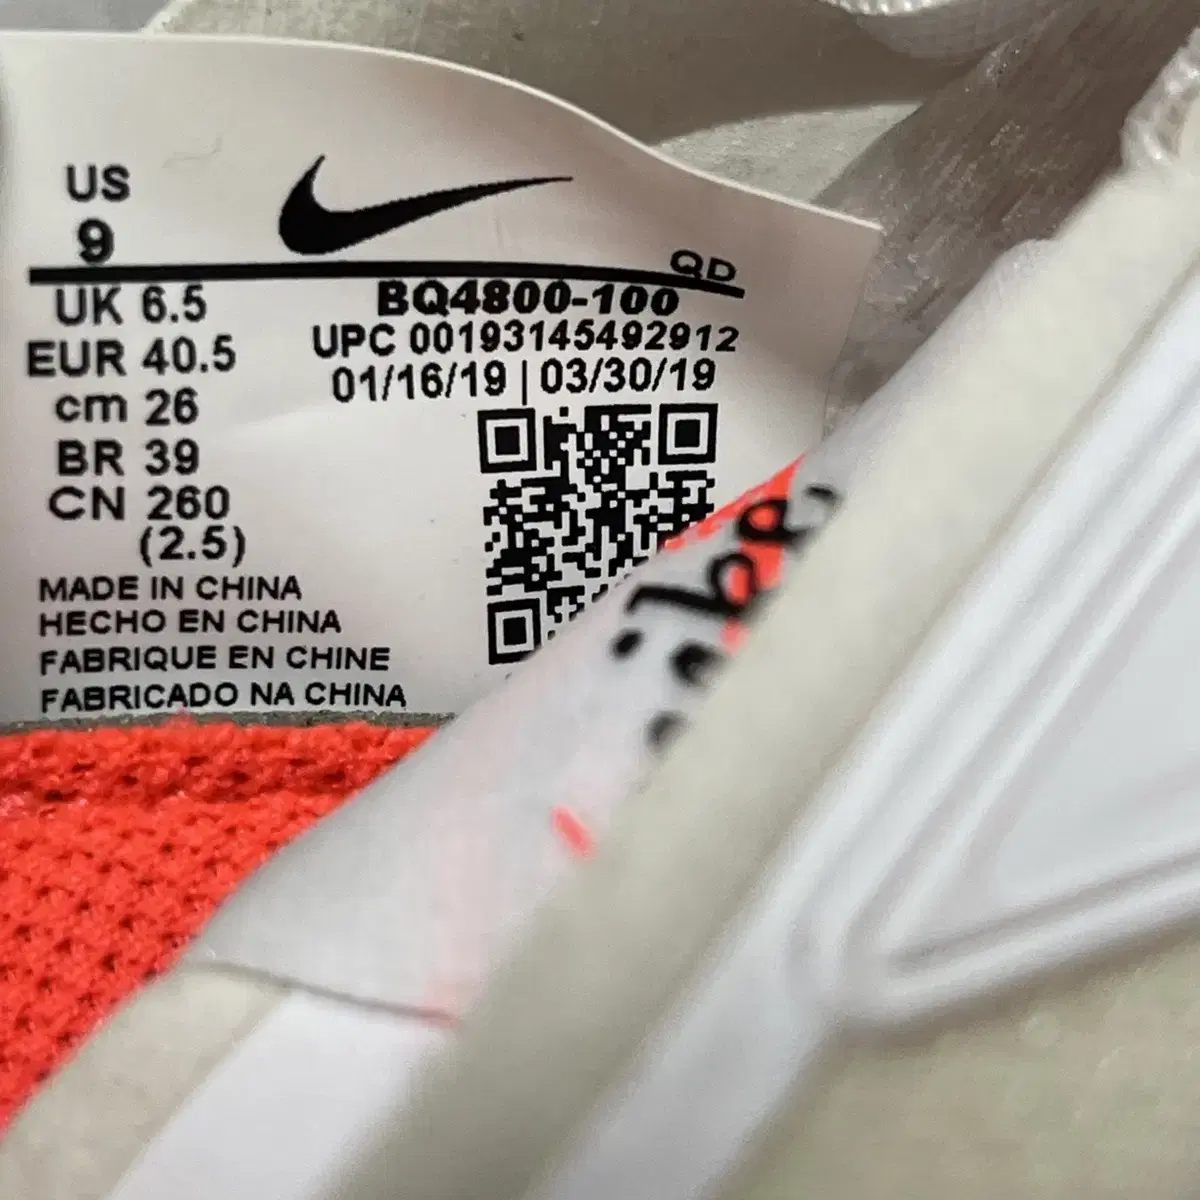 US
9
QD
UK 6.5
EUR 40.5
cm 26
BR 39
CN 260
(2.5)
BQ4800-100
UPC 00193145492912
01/16/19 | 03/30/19
MADE IN CHINA
HECHO EN CHINA
FABRIQUE EN CHINE
FABRICADO NA CHINA